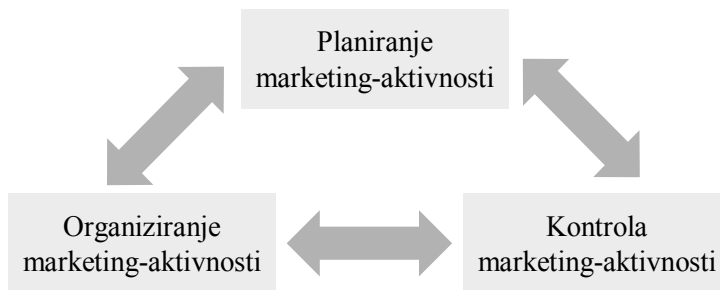 Planiranje
marketing-aktivnosti
Organiziranje
marketing-aktivnosti
Kontrola
marketing-aktivnosti